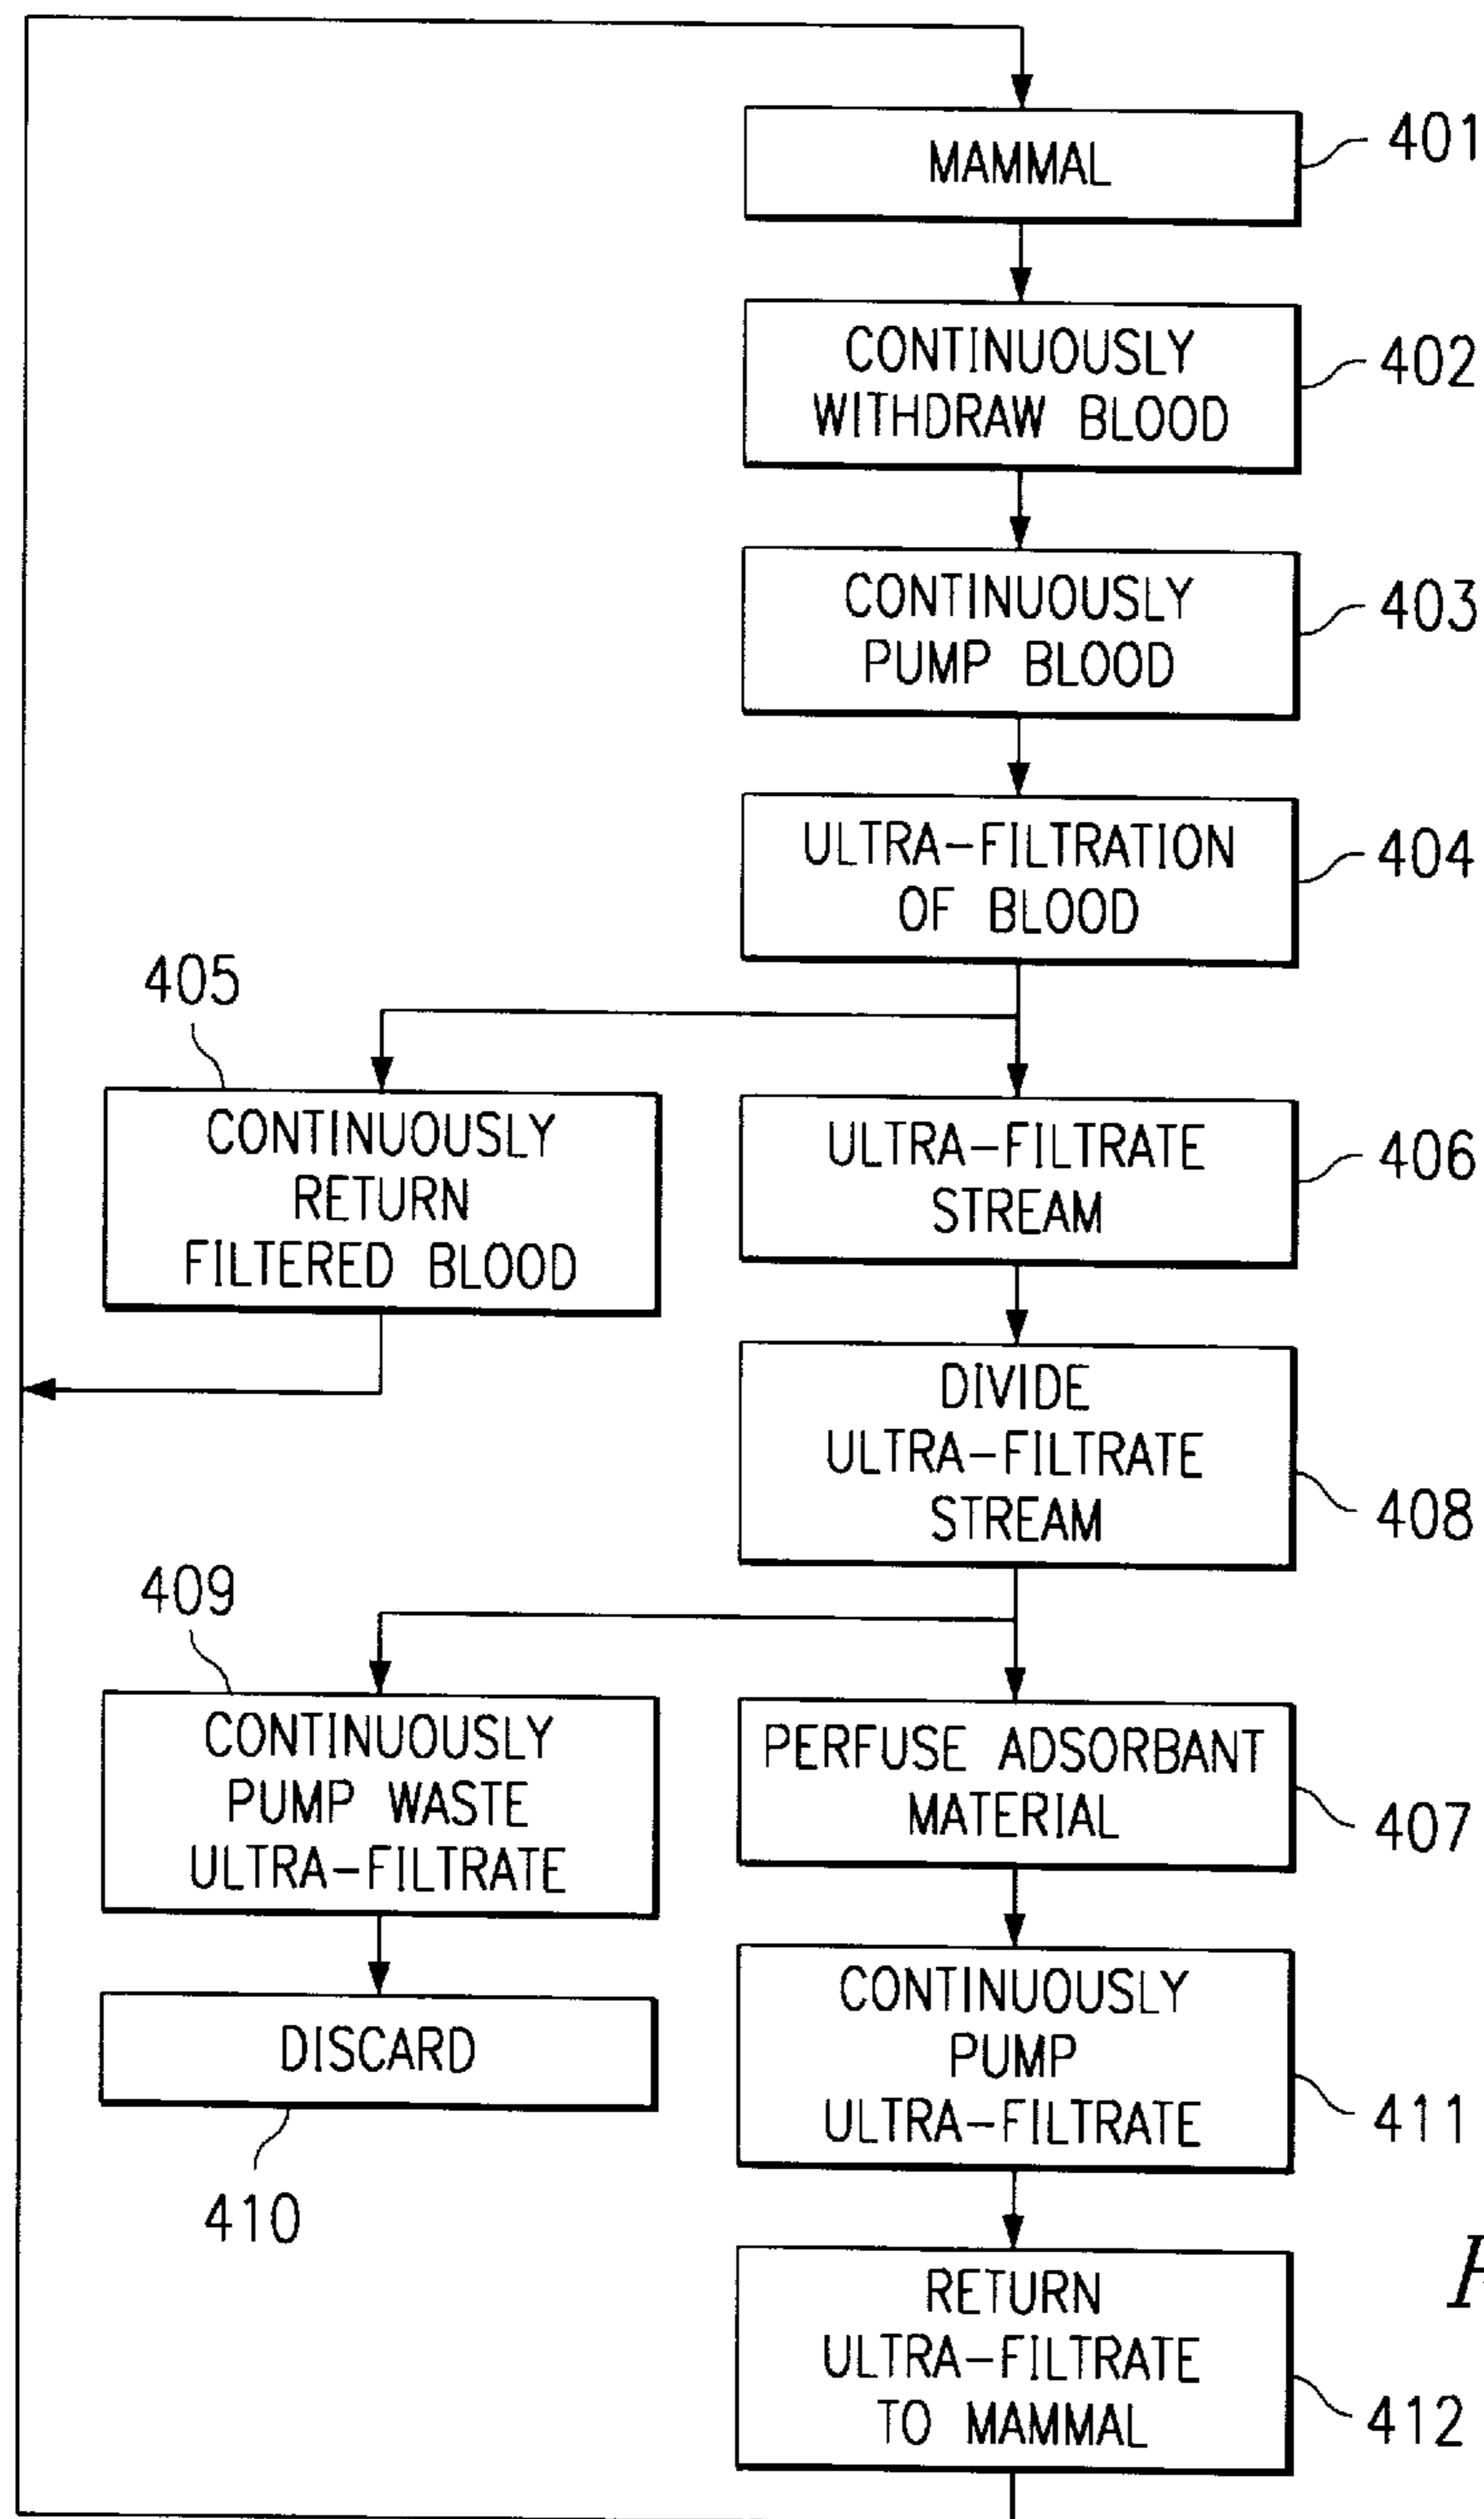 MAMMAL
401
CONTINUOUSLY
WITHDRAW BLOOD
402
CONTINUOUSLY
PUMP BLOOD
403
ULTRA-FILTRATION
OF BLOOD
404
405
CONTINUOUSLY
RETURN
FILTERED BLOOD
ULTRA-FILTRATE
STREAM
406
DIVIDE
ULTRA-FILTRATE
STREAM
408
409
CONTINUOUSLY
PUMP WASTE
ULTRA-FILTRATE
PERFUSE ADSORBANT
MATERIAL
407
DISCARD
410
CONTINUOUSLY
PUMP
ULTRA-FILTRATE
411
RETURN
ULTRA-FILTRATE
TO MAMMAL
412